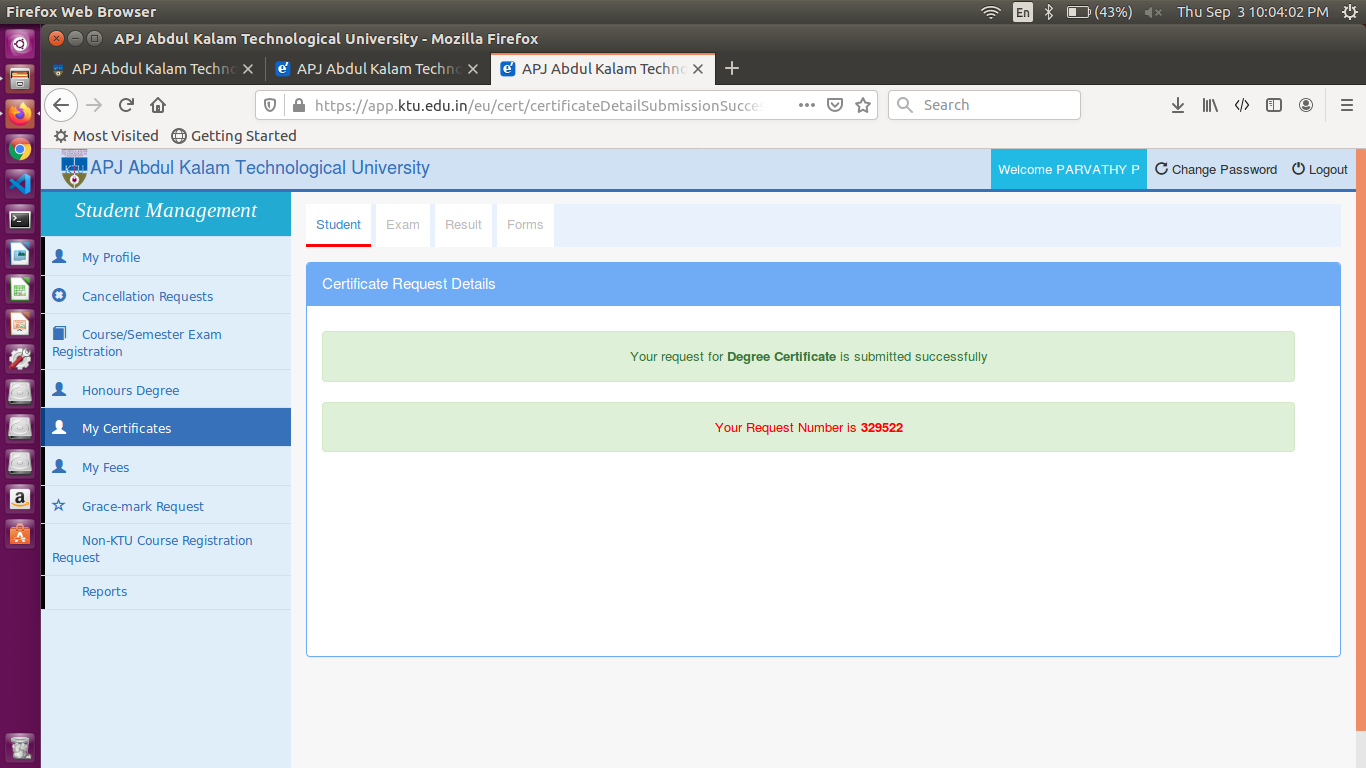 Firefox Web Browser
En
(43%)
Thu Sep 3 10:04:02 PM
APJ Abdul Kalam Technological University - Mozilla Firefox
APJ Abdul Kalam Techno
APJ Abdul Kalam Techno
APJ Abdul Kalam Techno
https://app.ktu.edu.in/eu/cert/certificateDetailSubmissionSucces
Search
Most Visited
Getting Started
APJ Abdul Kalam Technological University
Welcome PARVATHY P
Change Password
Logout
Student Management
My Profile
Cancellation Requests
Course/Semester Exam
Registration
Honours Degree
My Certificates
My Fees
Grace-mark Request
Non-KTU Course Registration
Request
Reports
Student
Exam
Result
Forms
Certificate Request Details
Your request for Degree Certificate is submitted successfully
Your Request Number is 329522